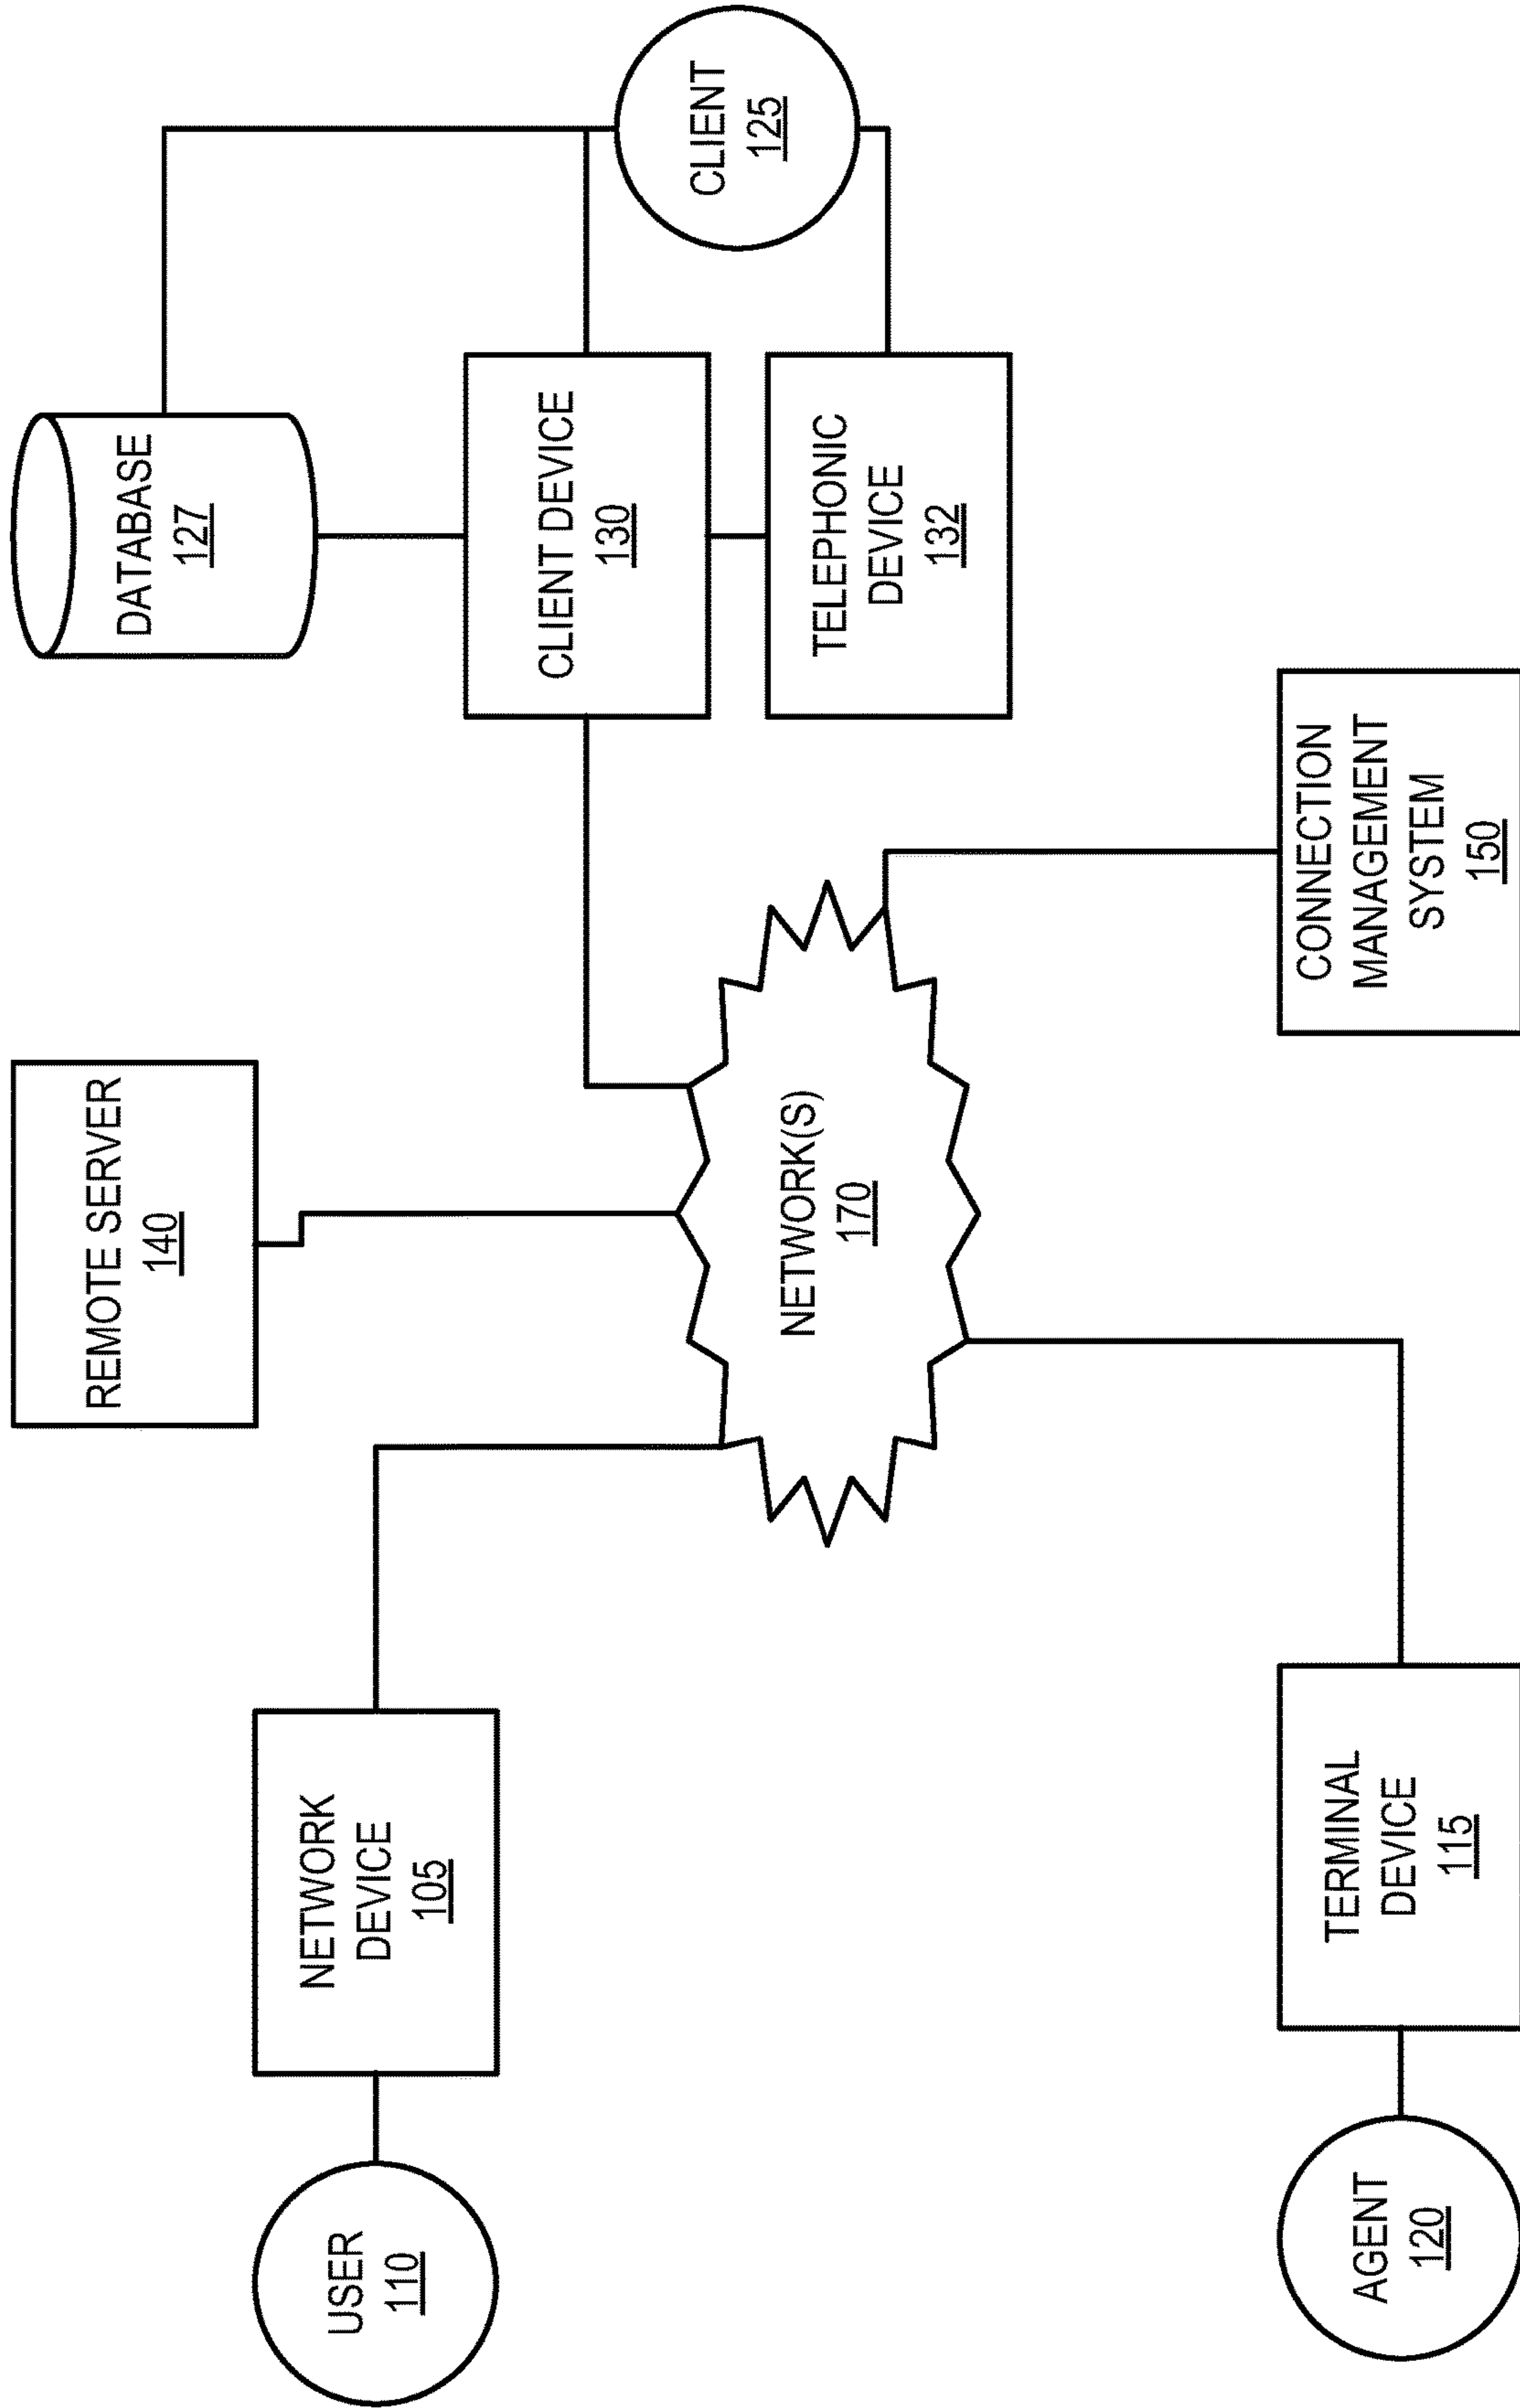 REMOTE SERVER
140
DATABASE
127
USER
110
NETWORK
DEVICE
105
CLIENT DEVICE
130
CLIENT
125
NETWORK(S)
170
TELEPHONIC
DEVICE
132
AGENT
120
TERMINAL
DEVICE
115
CONNECTION
MANAGEMENT
SYSTEM
150